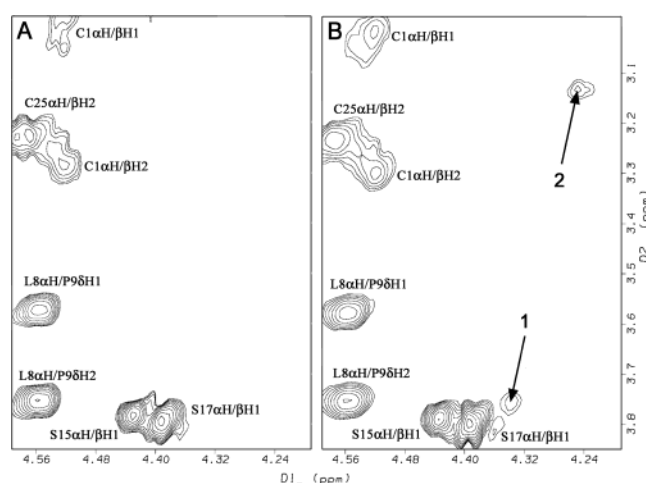 A
C1αH/βH1
C25αH/βH2
C1αH/βH2
L8αH/P9δH1
L8αH/P9δH2
S17αH/βH1
S15αH/βH1
4.56 4.48 4.40 4.32 4.24
B
C1αH/βH1
C25αH/βH2
C1αH/βH2
2
L8αH/P9δH1
1
L8αH/P9δH2
S15αH/βH1
S17αH/βH1
4.56 4.48 4.40 4.32 4.24
3.1
3.2
3.3
3.4
3.5
3.6
3.7
3.8
D2 (ppm)
D1 (ppm)